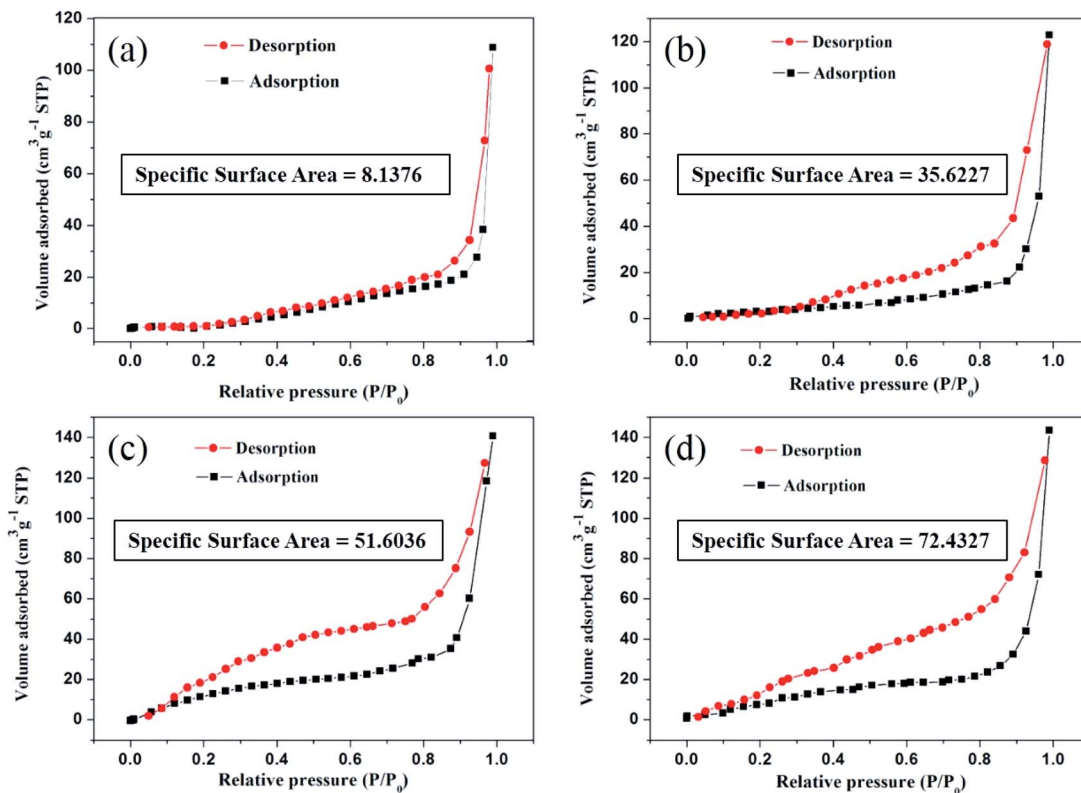 (a)
Desorption
Adsorption
Specific Surface Area = 8.1376
Volume adsorbed (cm³g⁻¹ STP)
120
100
80
60
40
20
0
0.0 0.2 0.4 0.6 0.8 1.0
Relative pressure (P/P₀)
(b)
Desorption
Adsorption
Specific Surface Area = 35.6227
Volume adsorbed (cm³g⁻¹ STP)
120
100
80
60
40
20
0
0.0 0.2 0.4 0.6 0.8 1.0
Relative pressure (P/P₀)
(c)
Desorption
Adsorption
Specific Surface Area = 51.6036
Volume adsorbed (cm³g⁻¹ STP)
140
120
100
80
60
40
20
0
0.0 0.2 0.4 0.6 0.8 1.0
Relative pressure (P/P₀)
(d)
Desorption
Adsorption
Specific Surface Area = 72.4327
Volume adsorbed (cm³g⁻¹ STP)
140
120
100
80
60
40
20
0
0.0 0.2 0.4 0.6 0.8 1.0
Relative pressure (P/P₀)